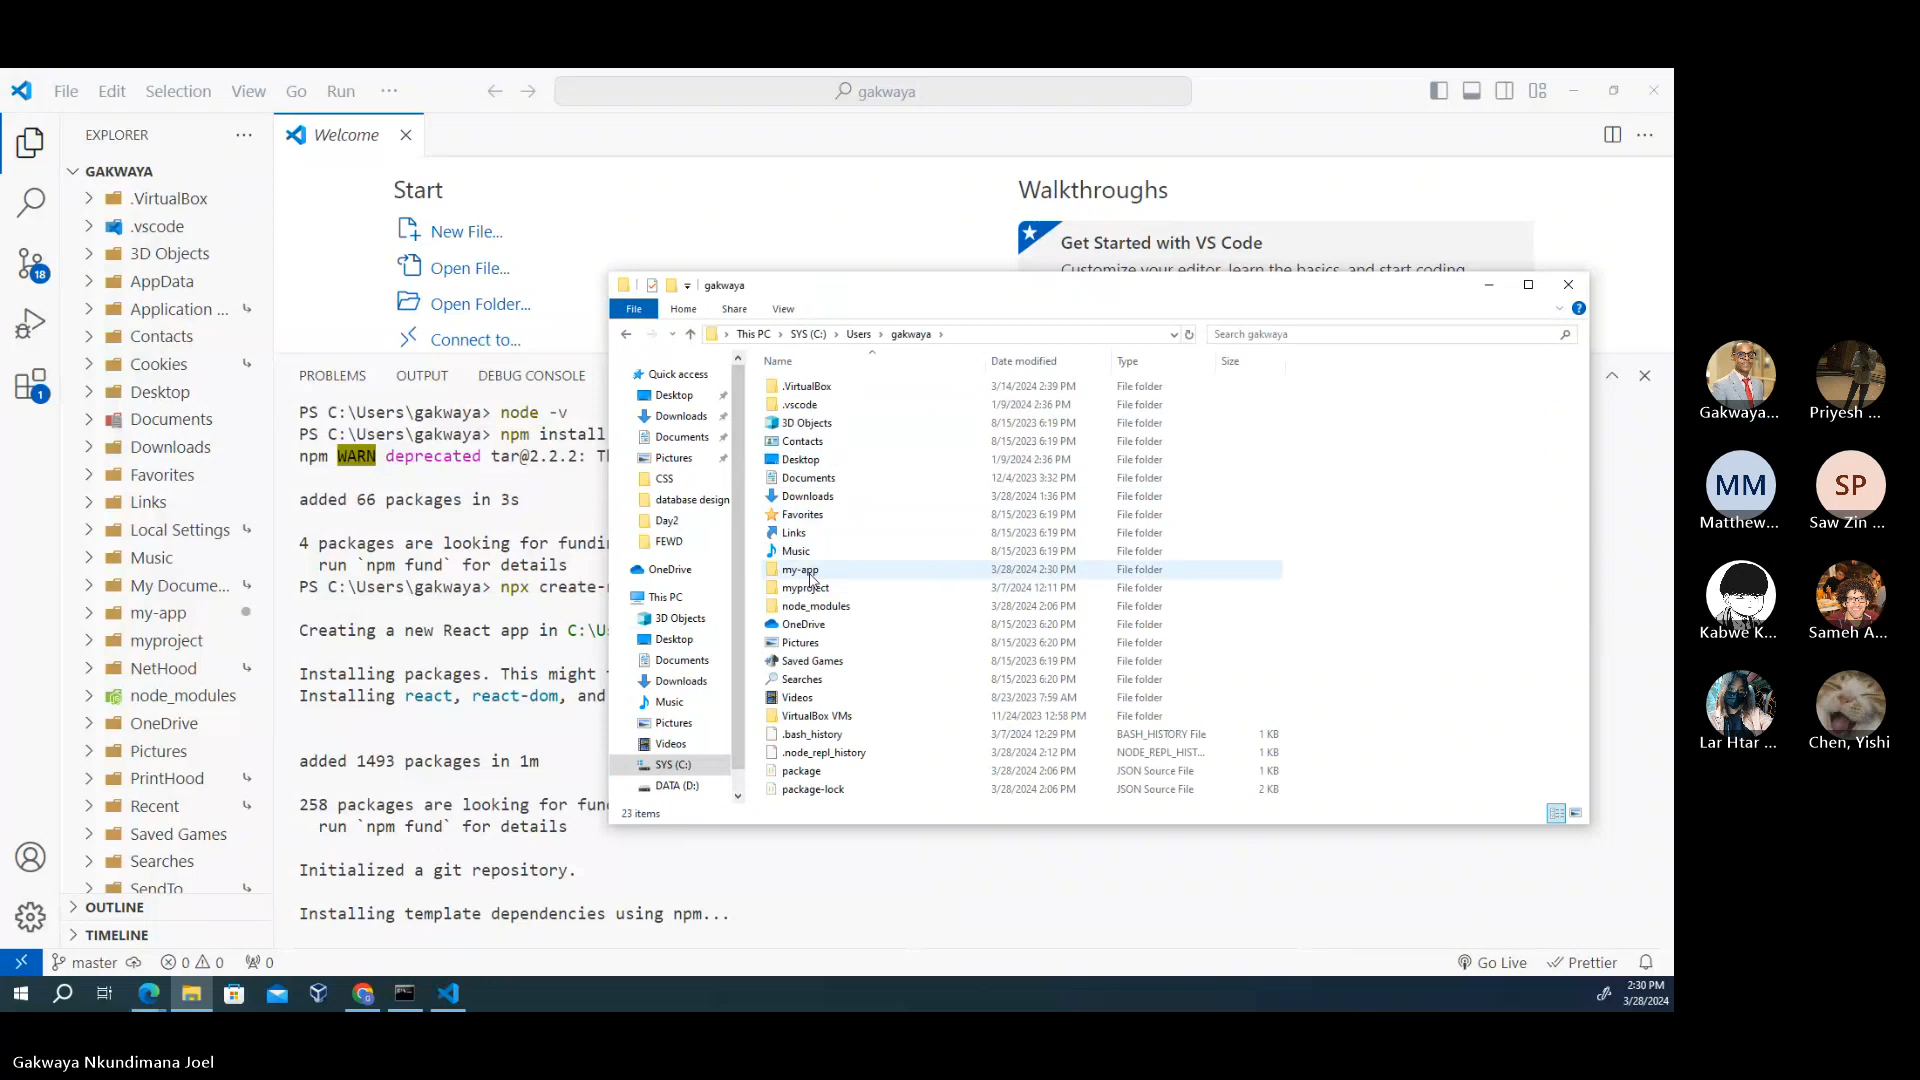 File Edit Selection View Go Run ···
gakwaya
EXPLORER ···
GAKWAYA
.VirtualBox
.vscode
3D Objects
AppData
Application ...
Contacts
Cookies
Desktop
Documents
Downloads
Favorites
Links
Local Settings
Music
My Docume...
my-app
myproject
NetHood
node_modules
OneDrive
Pictures
PrintHood
Recent
Saved Games
Searches
SendTo
OUTLINE
TIMELINE
18
1
Welcome
Start
New File...
Open File...
Open Folder...
Connect to...
Walkthroughs
Get Started with VS Code
Customize your editor, learn the basics, and start coding
PROBLEMS OUTPUT DEBUG CONSOLE
PS C:\Users\gakwaya> node -v
PS C:\Users\gakwaya> npm install
npm WARN deprecated tar@2.2.2:
added 66 packages in 3s
4 packages are looking for
run `npm fund` for details
PS C:\Users\gakwaya> npx
Creating a new React app in
Installing packages. This might
Installing react, react-dom, and
added 1493 packages in 1m
258 packages are looking for
run `npm fund` for details
Initialized a git repository.
Installing template dependencies using npm...
gakwaya
File Home Share View
This PC > SYS (C:) > Users > gakwaya >
Search gakwaya
Quick access
Desktop
Downloads
Documents
Pictures
CSS
database design
Day2
FEWD
OneDrive
This PC
3D Objects
Desktop
Documents
Downloads
Music
Pictures
Videos
SYS (C:)
DATA (D:)
Name Date modified Type Size
.VirtualBox 3/14/2024 2:39 PM File folder
.vscode 1/9/2024 2:36 PM File folder
3D Objects 8/15/2023 6:19 PM File folder
Contacts 8/15/2023 6:19 PM File folder
Desktop 1/9/2024 2:36 PM File folder
Documents 12/4/2023 3:32 PM File folder
Downloads 3/28/2024 1:36 PM File folder
Favorites 8/15/2023 6:19 PM File folder
Links 8/15/2023 6:19 PM File folder
Music 8/15/2023 6:19 PM File folder
my-app 3/28/2024 2:30 PM File folder
myproject 3/7/2024 12:11 PM File folder
node_modules 3/28/2024 2:06 PM File folder
OneDrive 8/15/2023 6:20 PM File folder
Pictures 8/15/2023 6:20 PM File folder
Saved Games 8/15/2023 6:19 PM File folder
Searches 8/15/2023 6:20 PM File folder
Videos 8/23/2023 7:59 AM File folder
VirtualBox VMs 11/24/2023 12:58 PM File folder
.bash_history 3/7/2024 12:29 PM BASH_HISTORY File 1 KB
.node_repl_history 3/28/2024 2:12 PM NODE_REPL_HIST... 1 KB
package 3/28/2024 2:06 PM JSON Source File 1 KB
package-lock 3/28/2024 2:06 PM JSON Source File 2 KB
23 items
master 0 0 0
Go Live Prettier
2:30 PM
3/28/2024
Gakwaya... Priyesh ...
MM SP
Matthew... Saw Zin ...
Kabwe K... Sameh A...
Lar Htar ... Chen, Yishi
Gakwaya Nkundimana Joel